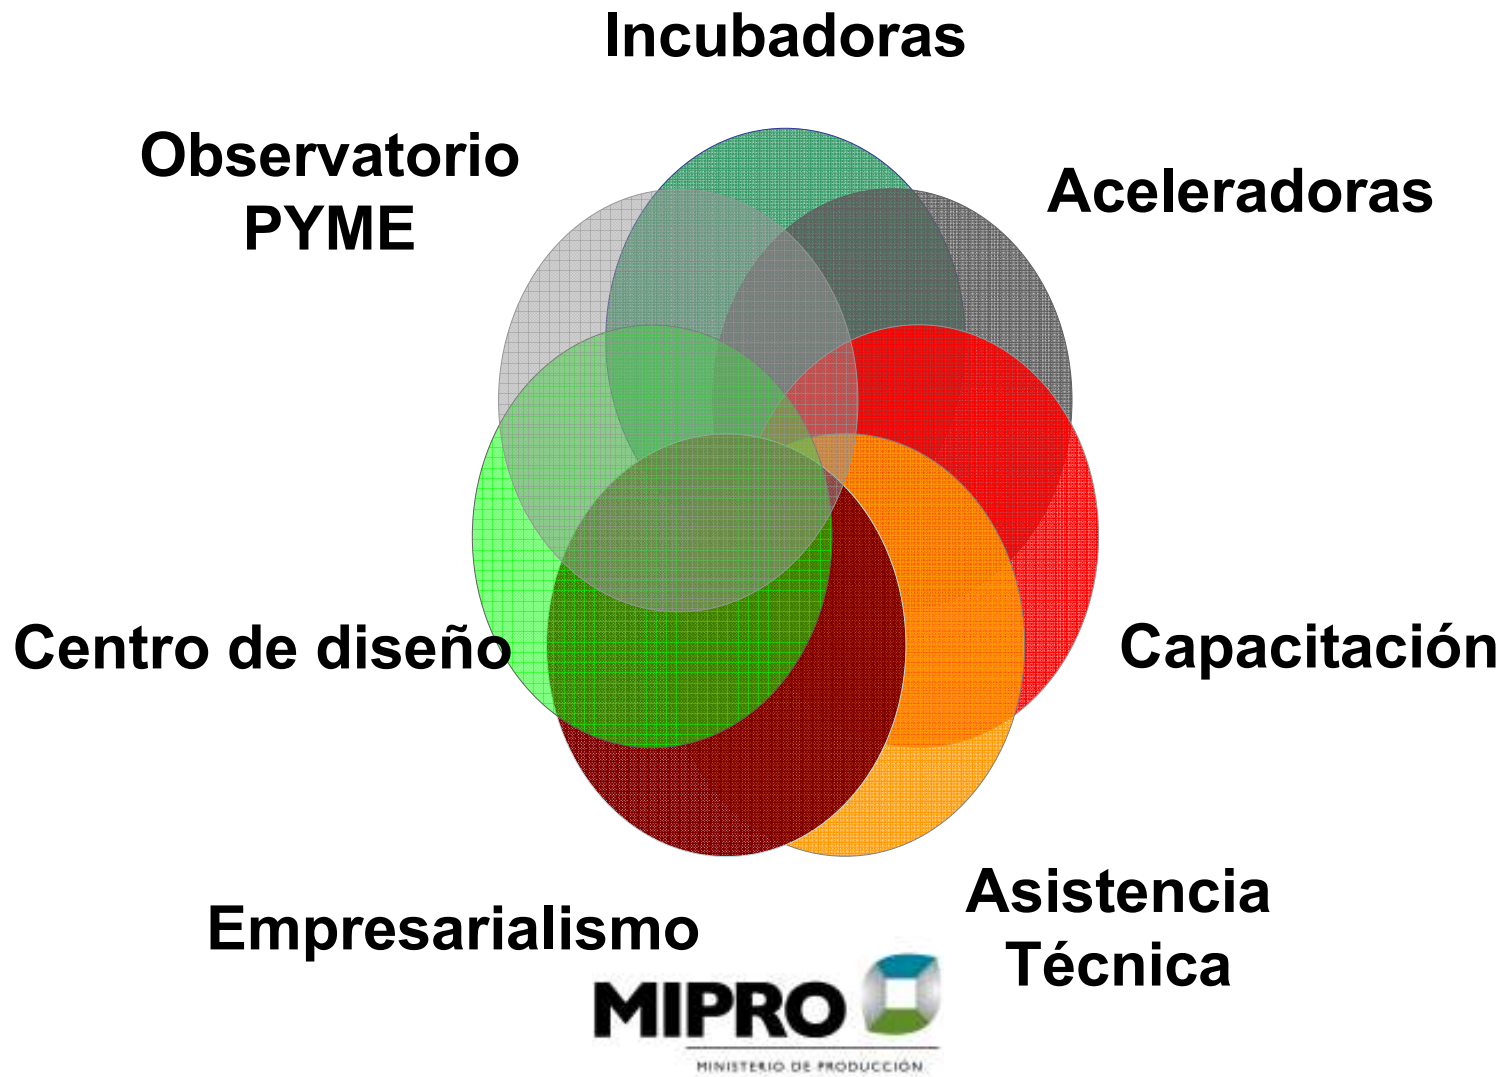 Incubadoras
Observatorio
PYME
Aceleradoras
Centro de diseño
Capacitación
Asistencia
Técnica
Empresarialismo
MIPRO
MINISTERIO DE PRODUCCIÓN